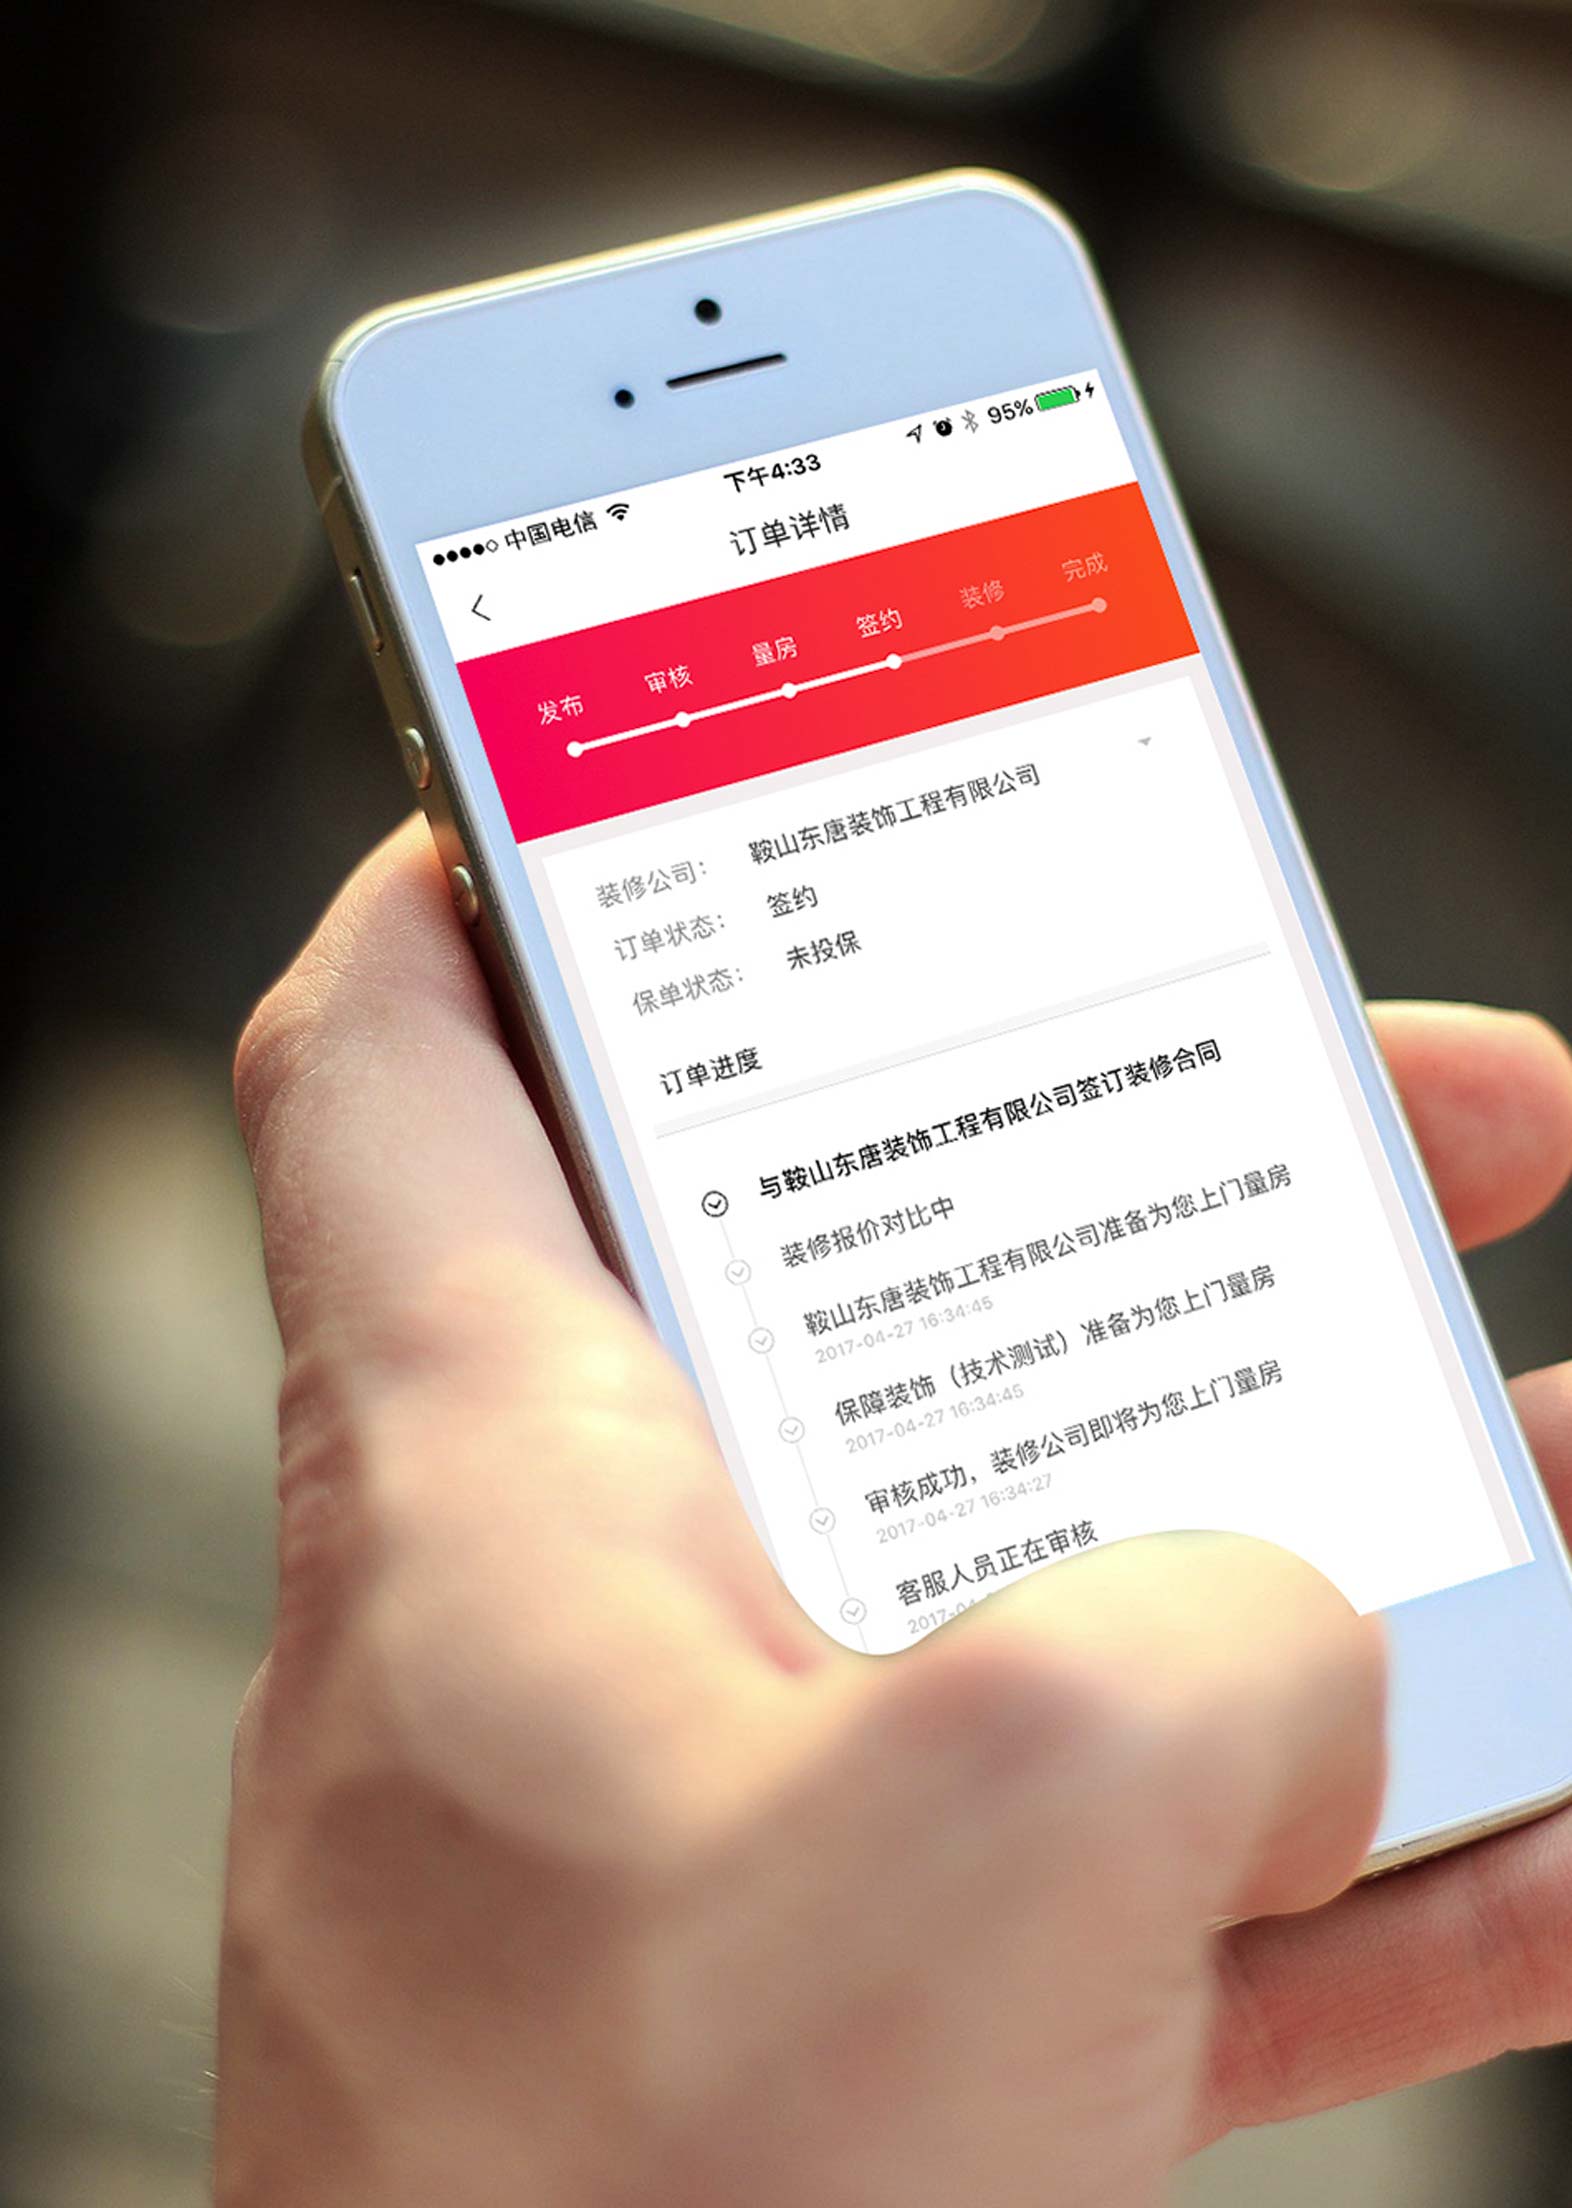 中国电信 下午4:33 95%
订单详情
发布 审核 量房 签约 装修 完成
装修公司： 鞍山东唐装饰工程有限公司
订单状态： 签约
保单状态： 未投保
订单进度
与鞍山东唐装饰工程有限公司签订装修合同
装修报价对比中
鞍山东唐装饰工程有限公司准备为您上门量房
2017-04-27 16:34:45
保障装饰（技术测试）准备为您上门量房
2017-04-27 16:34:45
审核成功，装修公司即将为您上门量房
2017-04-27 16:34:27
客服人员正在审核
2017-04